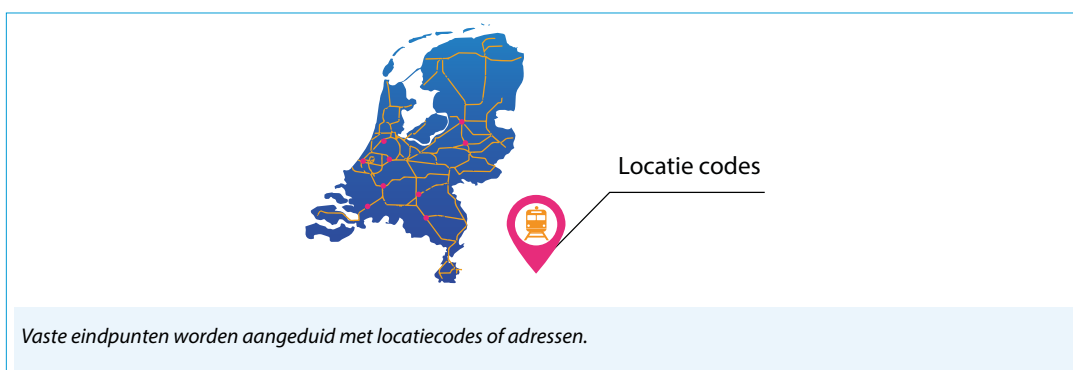 Locatie codes
Vaste eindpunten worden aangeduid met locatiecodes of adressen.